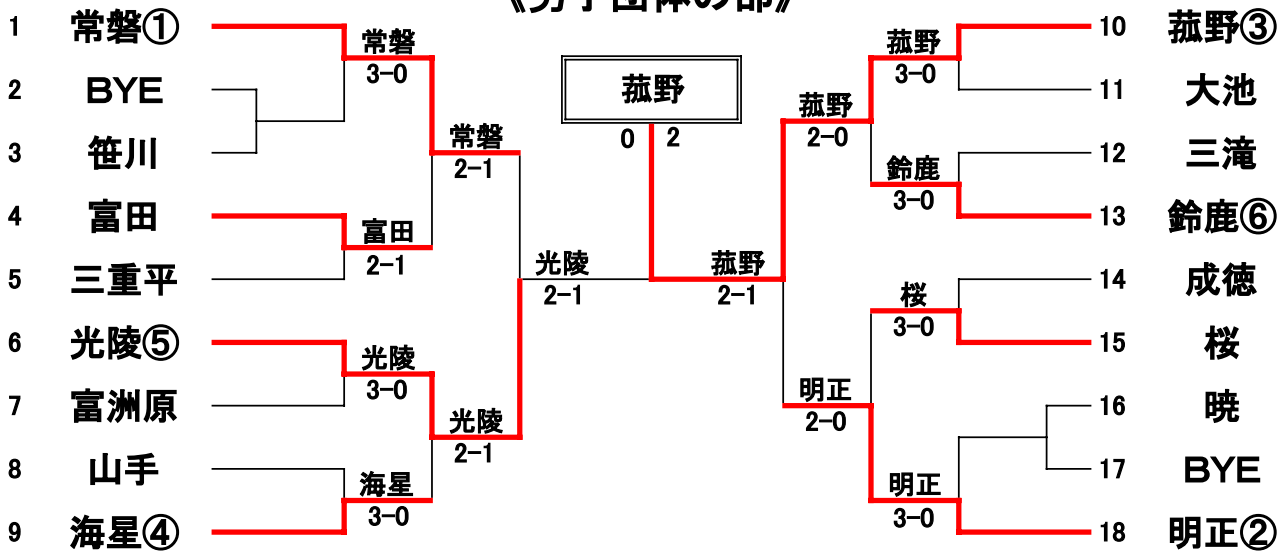 《男子団体の部》
1 常磐①
2 BYE
3 笹川
4 富田
5 三重平
6 光陵⑤
7 富洲原
8 山手
9 海星④
常磐
3-0
富田
2-1
光陵
3-0
海星
3-0
常磐
2-1
光陵
2-1
光陵
2-1
菰野
0 2
菰野
2-1
菰野
2-0
明正
2-0
菰野
3-0
鈴鹿
3-0
桜
3-0
明正
3-0
10 菰野③
11 大池
12 三滝
13 鈴鹿⑥
14 成徳
15 桜
16 暁
17 BYE
18 明正②